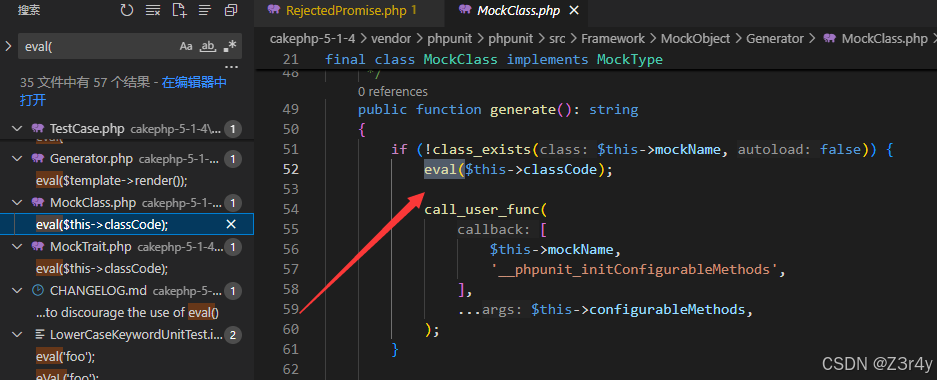 搜索
eval(
Aa ab .*
...
35 文件中有 57 个结果 - 在编辑器中
打开
TestCase.php cakephp-5-1-4\... 1
Generator.php cakephp-5-1-... 1
eval($template->render());
MockClass.php cakephp-5-1-... 1
eval($this->classCode);
MockTrait.php cakephp-5-1-4... 1
eval($this->classCode);
CHANGELOG.md cakephp-5-... 1
...to discourage the use of eval()
LowerCaseKeywordUnitTest.i... 2
eval('foo');
eVaL('foo');
RejectedPromise.php 1
MockClass.php
cakephp-5-1-4 > vendor > phpunit > phpunit > src > Framework > MockObject > Generator > MockClass.php >
21 final class MockClass implements MockType
48 */
0 references
49 public function generate(): string
50 {
51 if (!class_exists(class: $this->mockName, autoload: false)) {
52 eval($this->classCode);
53
54 call_user_func(
55 callback: [
56 $this->mockName,
57 '__phpunit_initConfigurableMethods',
58 ],
59 ...args: $this->configurableMethods,
60 );
61 }
62
CSDN @Z3r4y